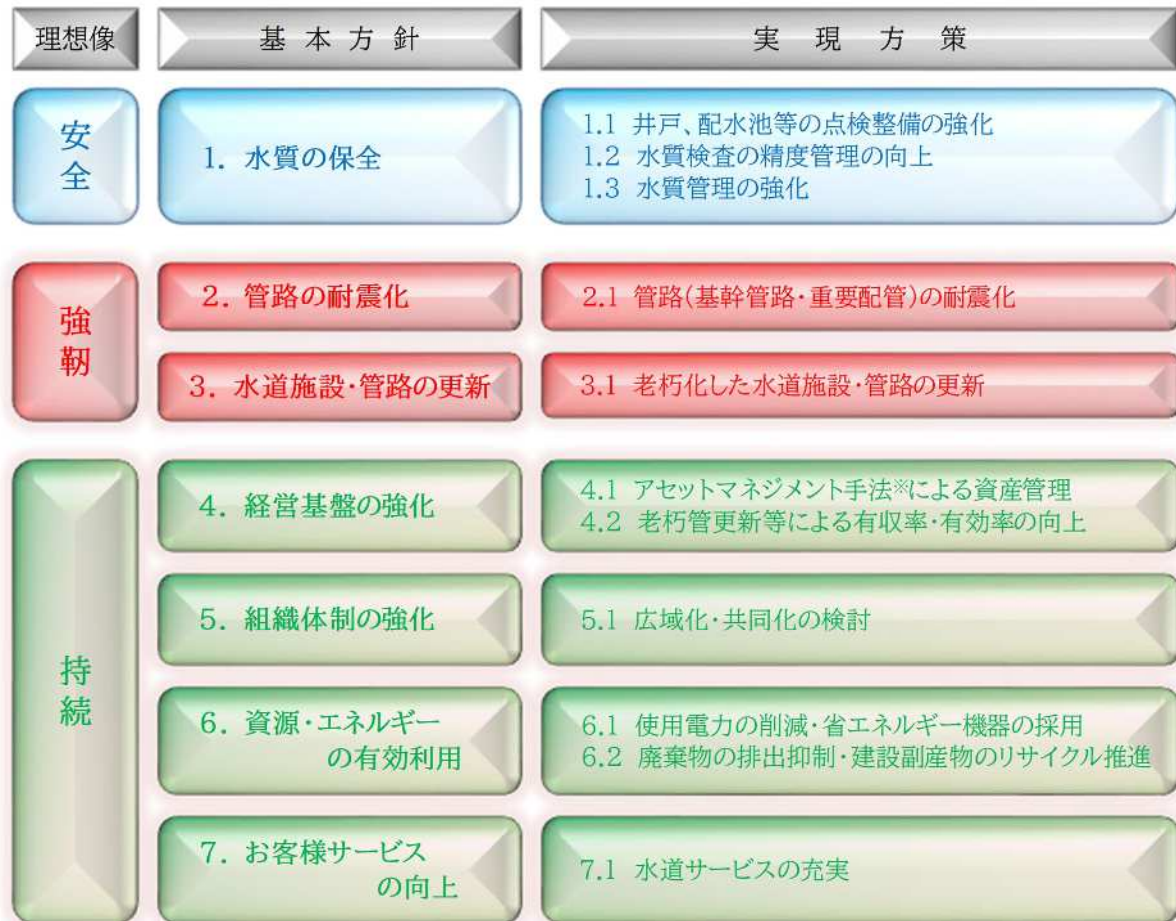 理想像
基本方針
実現方策
安全
1. 水質の保全
1.1 井戸、配水池等の点検整備の強化
1.2 水質検査の精度管理の向上
1.3 水質管理の強化
強靭
2. 管路の耐震化
2.1 管路(基幹管路・重要配管)の耐震化
3. 水道施設・管路の更新
3.1 老朽化した水道施設・管路の更新
持続
4. 経営基盤の強化
4.1 アセットマネジメント手法※による資産管理
4.2 老朽管更新等による有収率・有効率の向上
5. 組織体制の強化
5.1 広域化・共同化の検討
6. 資源・エネルギー
の有効利用
6.1 使用電力の削減・省エネルギー機器の採用
6.2 廃棄物の排出抑制・建設副産物のリサイクル推進
7. お客様サービス
の向上
7.1 水道サービスの充実